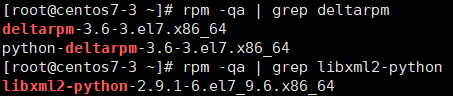 [root@centos7-3 ~]# rpm -qa | grep deltarpm
deltarpm-3.6-3.el7.x86_64
python-deltarpm-3.6-3.el7.x86_64
[root@centos7-3 ~]# rpm -qa | grep libxml2-python
libxml2-python-2.9.1-6.el7_9.6.x86_64